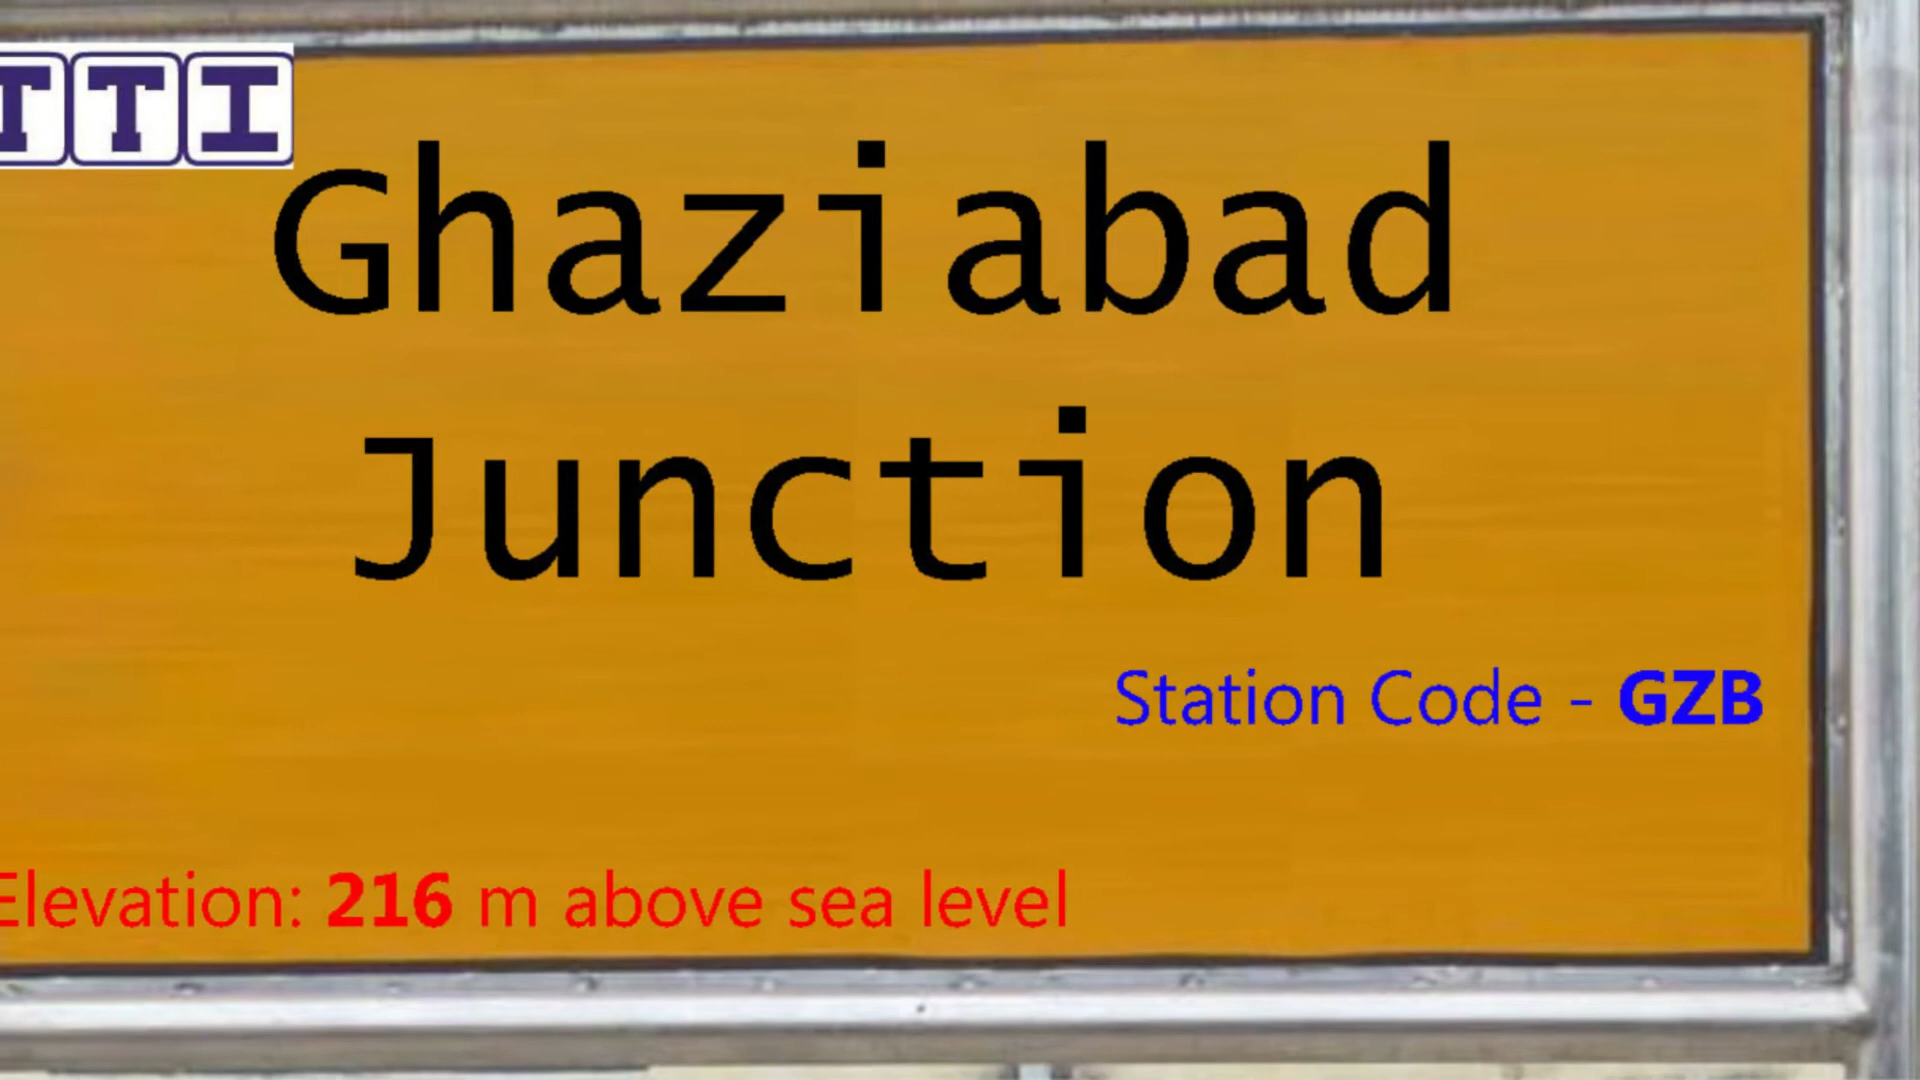 TTI
Ghaziabad
Junction
Station Code - GZB
Elevation: 216 m above sea level